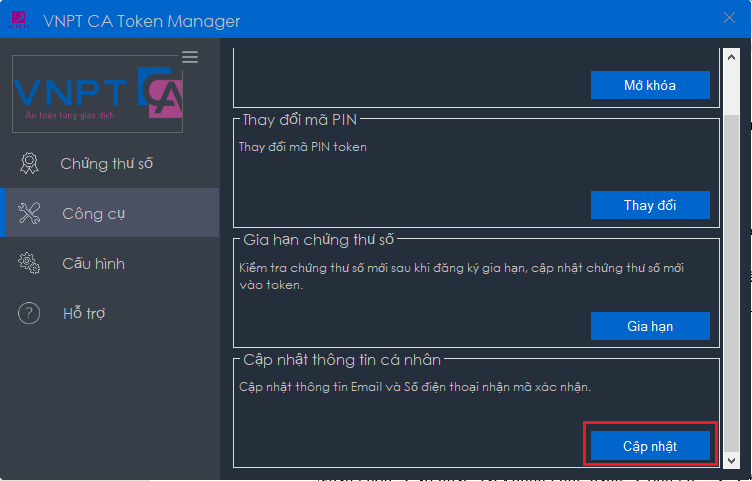 VNPT CA Token Manager
VNPT CA
An toàn từng giao dịch
Chứng thư số
Công cụ
Cấu hình
Hỗ trợ
Mở khóa
Thay đổi mã PIN
Thay đổi mã PIN token
Thay đổi
Gia hạn chứng thư số
Kiểm tra chứng thư số mới sau khi đăng ký gia hạn, cập nhật chứng thư số mới
vào token.
Gia hạn
Cập nhật thông tin cá nhân
Cập nhật thông tin Email và Số điện thoại nhận mã xác nhận.
Cập nhật